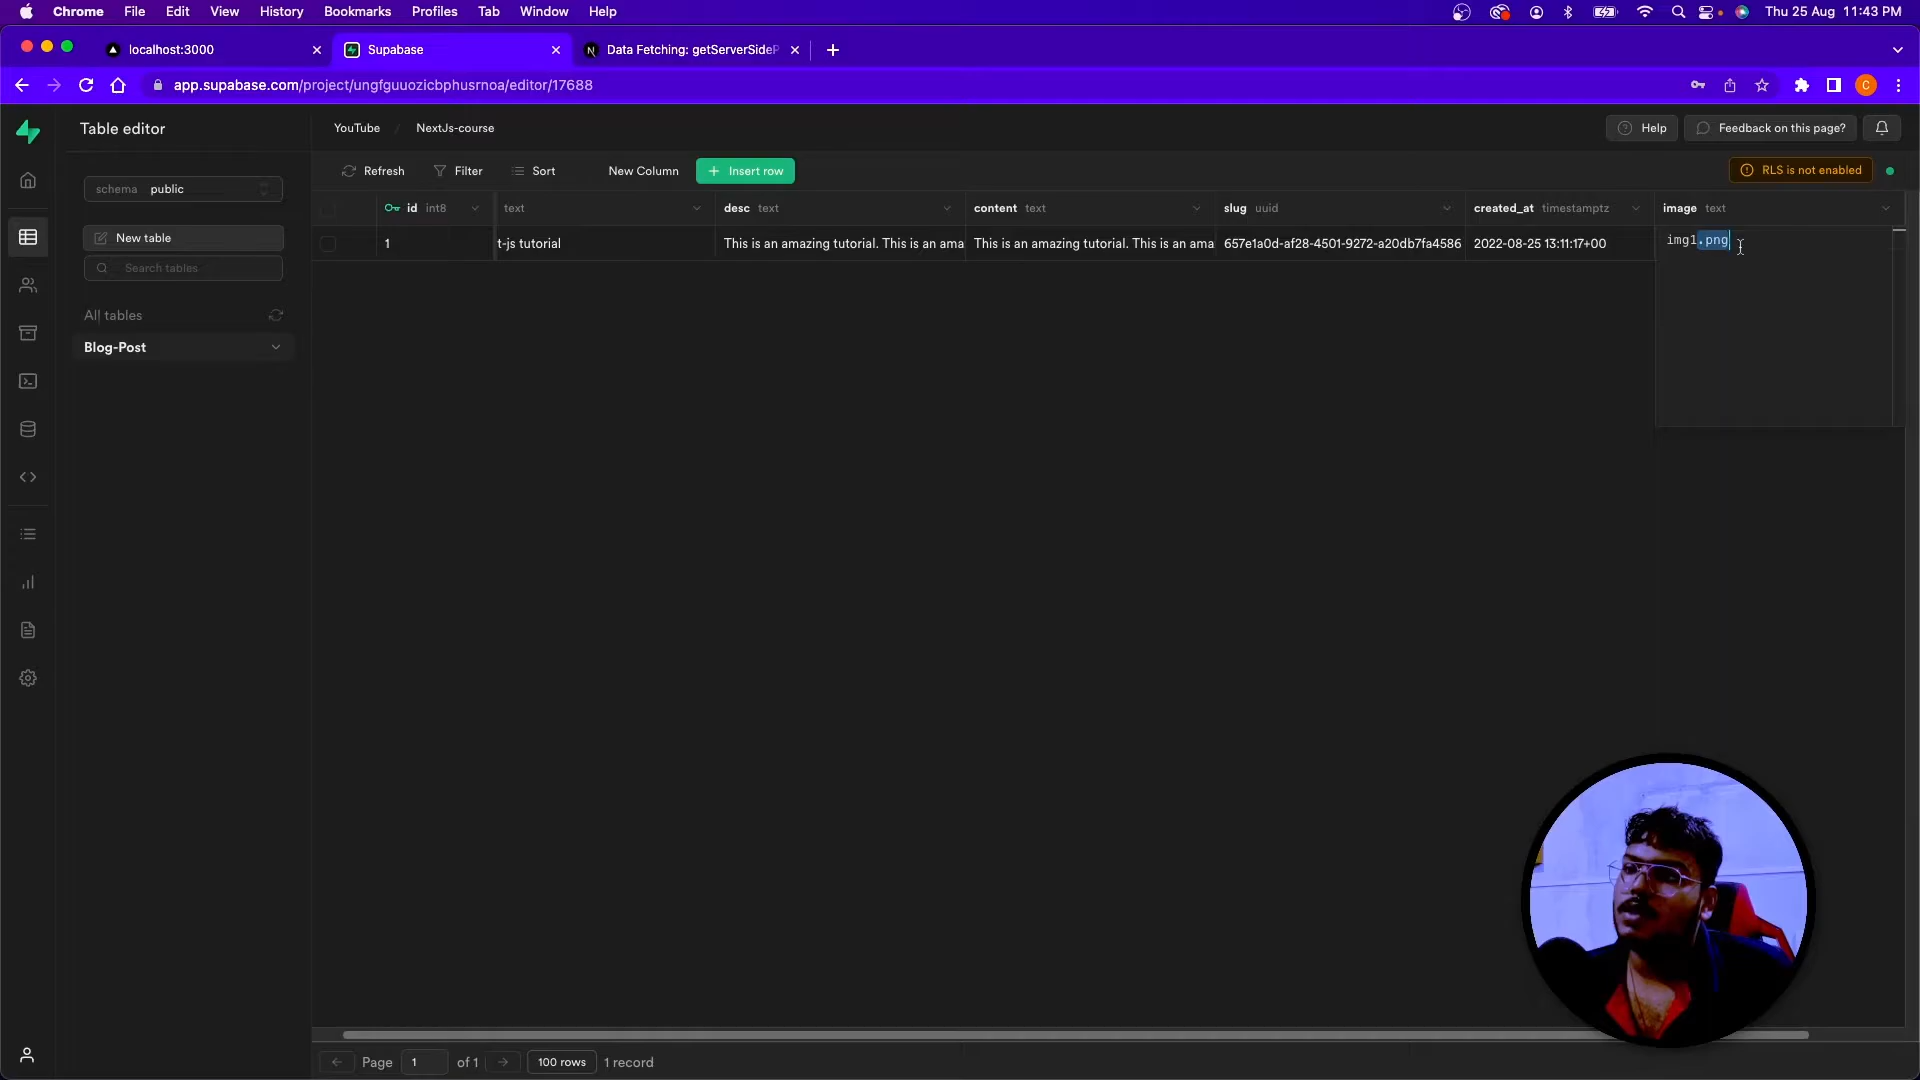 Chrome File Edit View History Bookmarks Profiles Tab Window Help Thu 25 Aug 11:43 PM
localhost:3000 Supabase Data Fetching: getServerSideP
app.supabase.com/project/ungfguuozicbphusrnoa/editor/17688 C
Table editor YouTube / NextJs-course Help Feedback on this page?
schema public Refresh Filter Sort New Column + Insert row RLS is not enabled
id int8 text desc text content text slug uuid created_at timestamptz image text
New table
1 t-js tutorial This is an amazing tutorial. This is an ama This is an amazing tutorial. This is an ama 657e1a0d-af28-4501-9272-a20db7fa4586 2022-08-25 13:11:17+00 img1.png
Search tables
All tables
Blog-Post
Page 1 of 1 100 rows 1 record